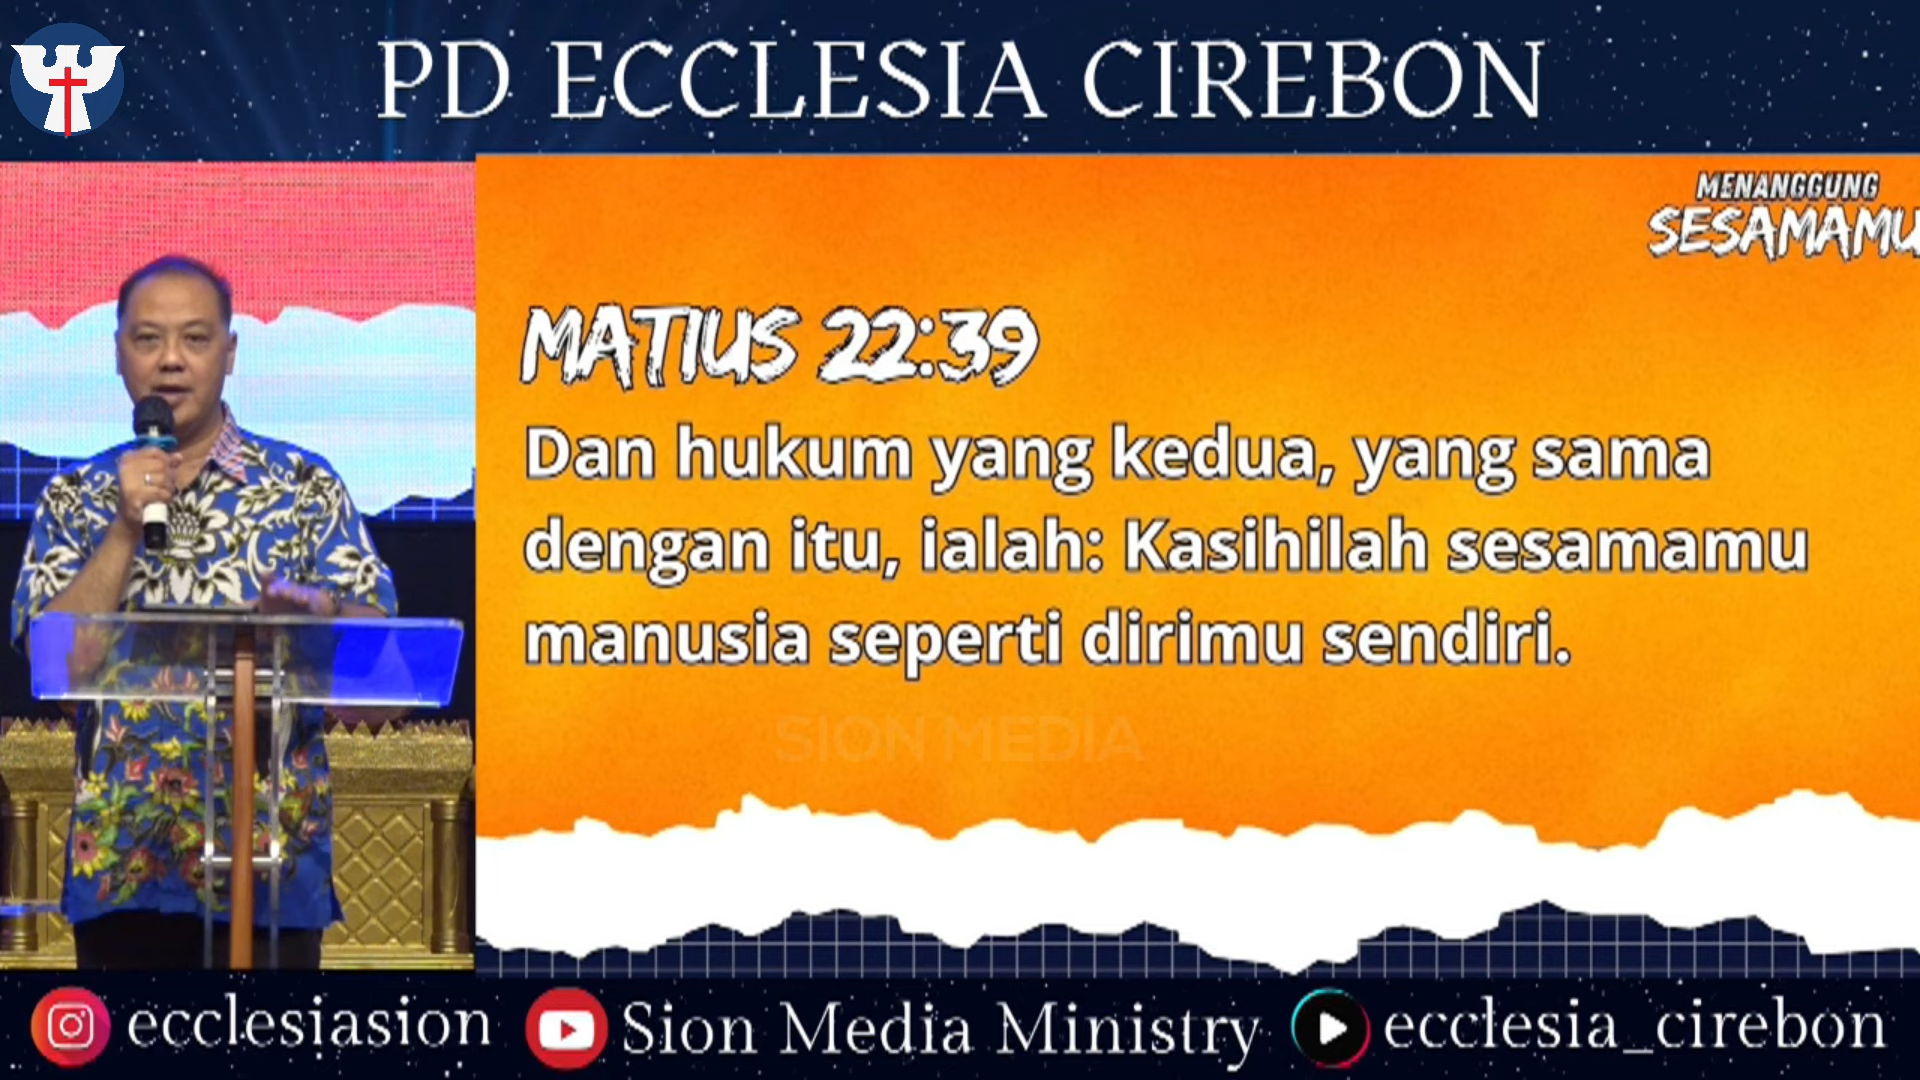 PD ECCLESIA CIREBON
MENANGGUNG
SESAMAMU
MATIUS 22:39
Dan hukum yang kedua, yang sama
dengan itu, ialah: Kasihilah sesamamu
manusia seperti dirimu sendiri.
SION MEDIA
ecclesiasion
Sion Media Ministry
ecclesia_cirebon